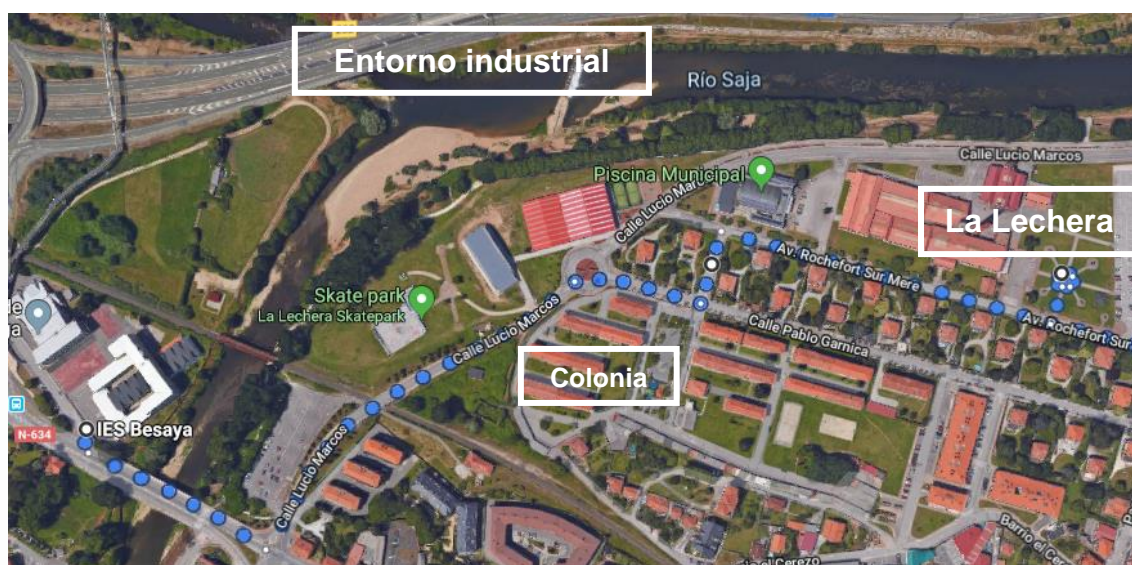 Entorno industrial
Río Saja
Calle Lucio Marcos
Piscina Municipal
Calle Lucio Marcos
La Lechera
Av. Rochefort Sur Mere
Skate park
La Lechera Skatepark
Calle Lucio Marcos
Av. Rochefort Sur
Calle Pablo Garnica
Colonia
N-634
IES Besaya
Calle Lucio Marcos
Barrio el Cerezo